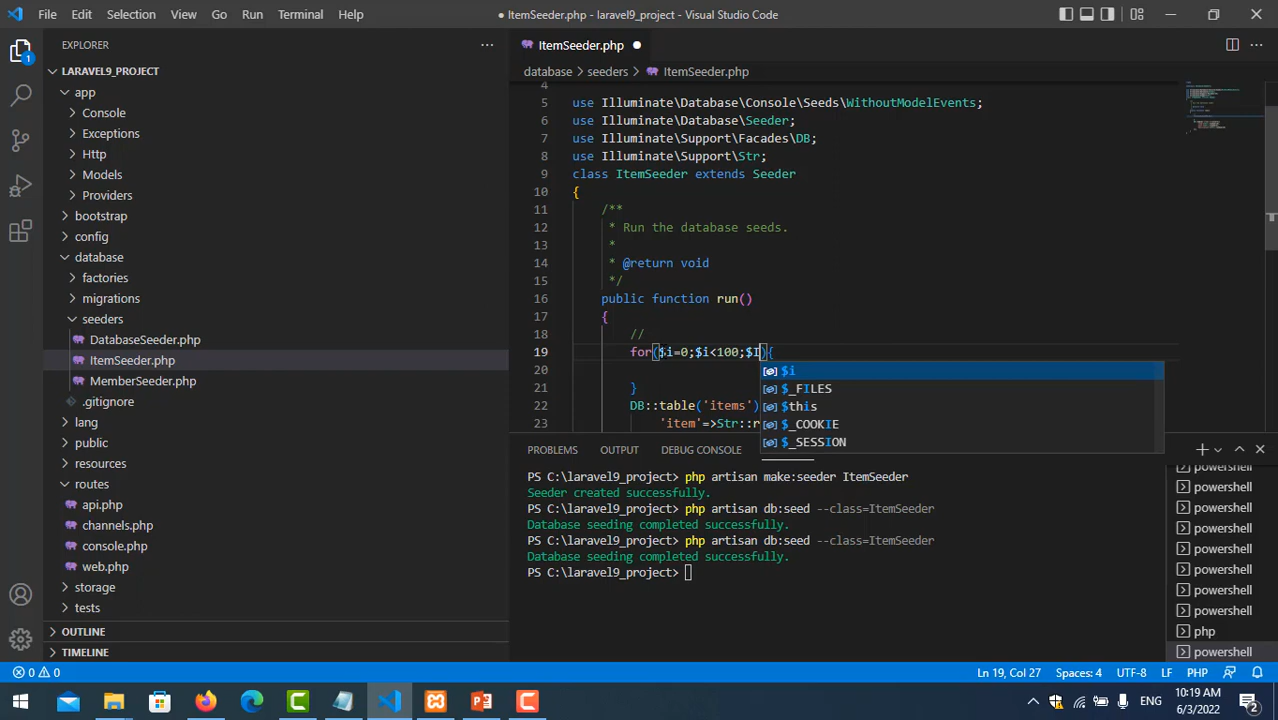 File Edit Selection View Go Run Terminal Help
● ItemSeeder.php - laravel9_project - Visual Studio Code
EXPLORER
LARAVEL9_PROJECT
app
Console
Exceptions
Http
Models
Providers
bootstrap
config
database
factories
migrations
seeders
DatabaseSeeder.php
ItemSeeder.php
MemberSeeder.php
.gitignore
lang
public
resources
routes
api.php
channels.php
console.php
web.php
storage
tests
OUTLINE
TIMELINE
1
ItemSeeder.php ●
database > seeders > ItemSeeder.php
4
5 use Illuminate\Database\Console\Seeds\WithoutModelEvents;
6 use Illuminate\Database\Seeder;
7 use Illuminate\Support\Facades\DB;
8 use Illuminate\Support\Str;
9 class ItemSeeder extends Seeder
10 {
11 /**
12 * Run the database seeds.
13 *
14 * @return void
15 */
16 public function run()
17 {
18 //
19 for($i=0;$i<100;$I){
20
21 }
22 DB::table('items')
23 'item'=>Str::r
$i
$_FILES
$this
$_COOKIE
$_SESSION
PROBLEMS OUTPUT DEBUG CONSOLE
PS C:\laravel9_project> php artisan make:seeder ItemSeeder
Seeder created successfully.
PS C:\laravel9_project> php artisan db:seed --class=ItemSeeder
Database seeding completed successfully.
PS C:\laravel9_project> php artisan db:seed --class=ItemSeeder
Database seeding completed successfully.
PS C:\laravel9_project>
powershell
powershell
powershell
powershell
powershell
powershell
powershell
powershell
php
powershell
0 0
Ln 19, Col 27 Spaces: 4 UTF-8 LF PHP
ENG
10:19 AM
6/3/2022
2